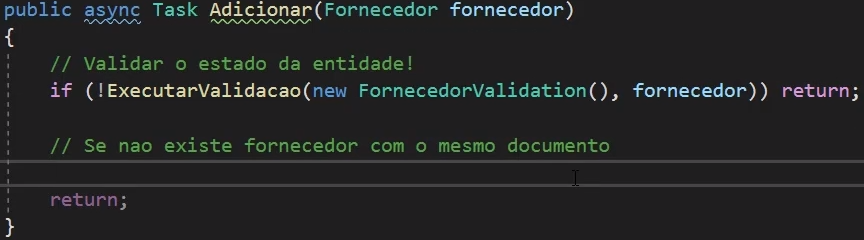 public async Task Adicionar(Fornecedor fornecedor)
{
// Validar o estado da entidade!
if (!ExecutarValidacao(new FornecedorValidation(), fornecedor)) return;
// Se nao existe fornecedor com o mesmo documento
return;
}